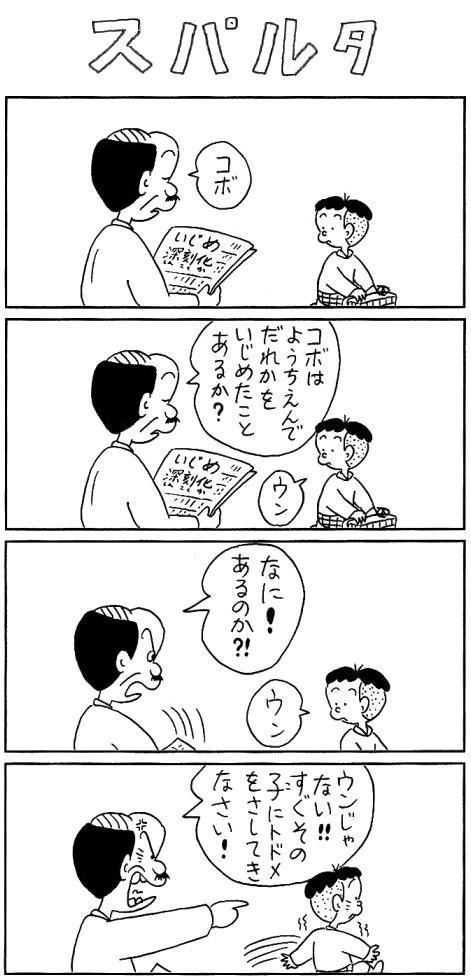 スパルタ
コボ
いじめ
深刻化
コボは
ようちえんで
だれかを
いじめたこと
あるか?
いじめ
深刻化
ウン
なに!
あるのか?!
ウン
ウンじゃ
ない!!
すぐその
子にトドメ
をさしてき
なさい!